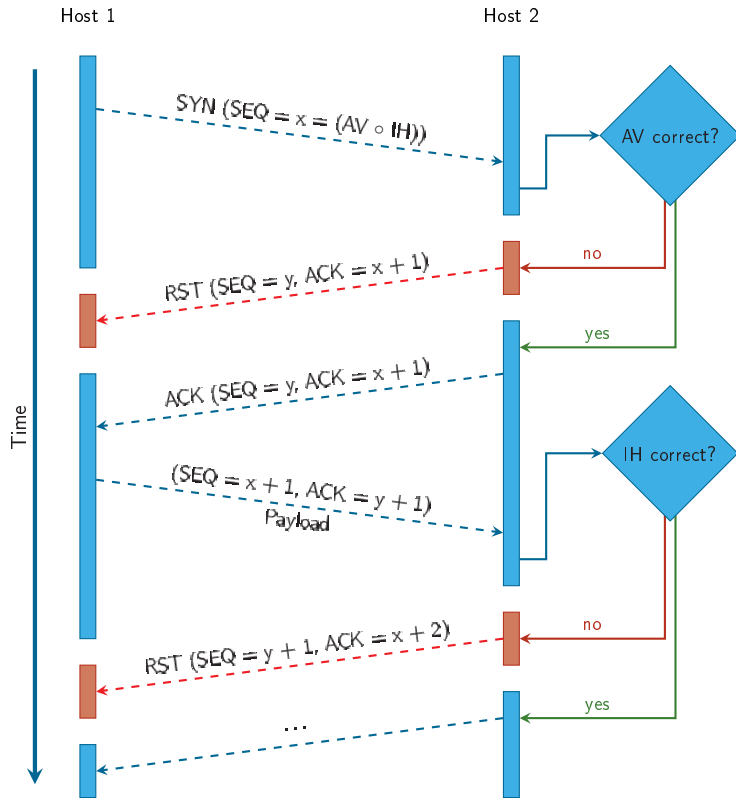 Host 1
Host 2
SYN (SEQ = x = (AV ∘ IH))
AV correct?
no
RST (SEQ = y, ACK = x + 1)
yes
ACK (SEQ = y, ACK = x + 1)
Time
IH correct?
(SEQ = x + 1, ACK = y + 1)
Payload
no
RST (SEQ = y + 1, ACK = x + 2)
yes
...